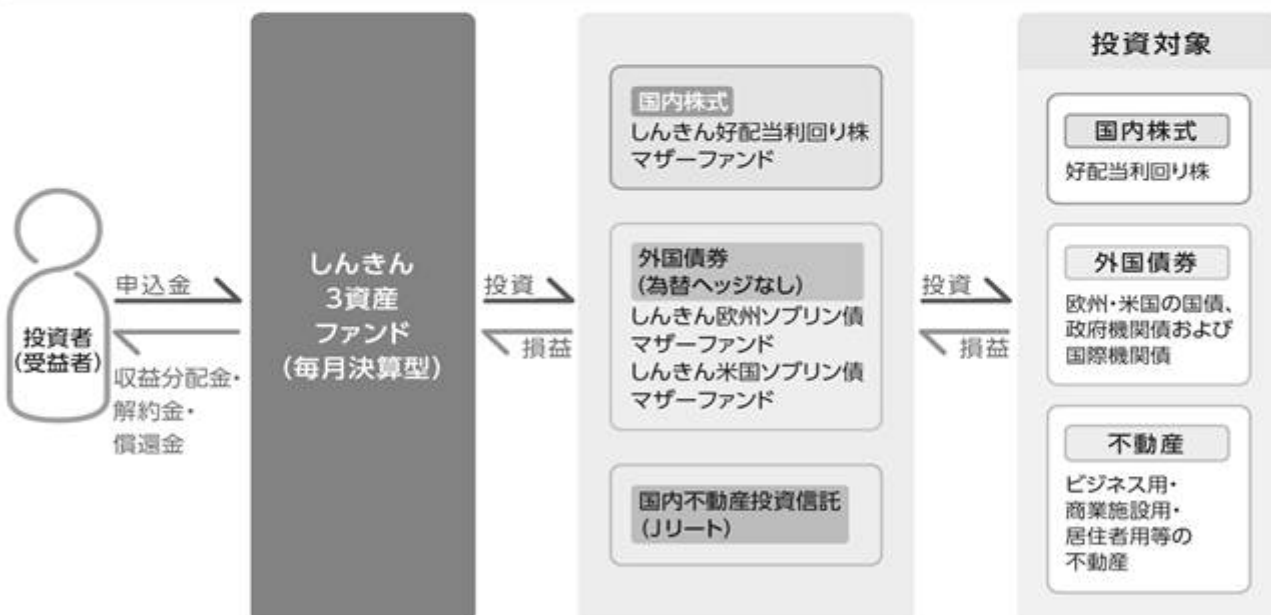 投資者
(受益者)
申込金
収益分配金・
解約金・
償還金
しんきん
3資産
ファンド
(毎月決算型)
投資
損益
国内株式
しんきん好配当利回り株
マザーファンド
外国債券
(為替ヘッジなし)
しんきん欧州ソブリン債
マザーファンド
しんきん米国ソブリン債
マザーファンド
国内不動産投資信託
(Jリート)
投資
損益
投資対象
国内株式
好配当利回り株
外国債券
欧州・米国の国債、
政府機関債および
国際機関債
不動産
ビジネス用・
商業施設用・
居住者用等の
不動産